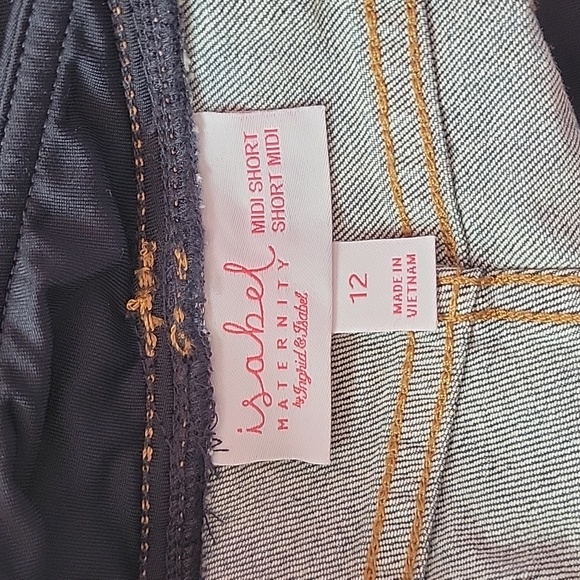 isabel
MATERNITY
by Ingrid & Isabel
MIDI SHORT
SHORT MIDI
12
MADE IN
VIETNAM